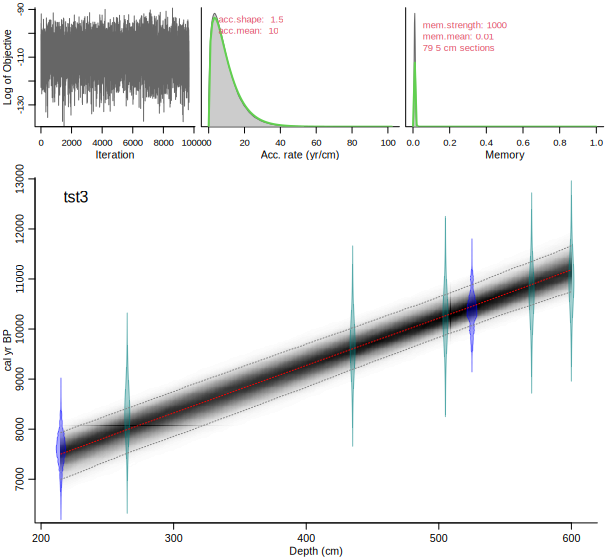 acc.shape: 1.5
acc.mean: 10
mem.strength: 1000
mem.mean: 0.01
79 5 cm sections
Log of Objective
-90
-110
-130
0 2000 4000 6000 8000 10000
Iteration
0 20 40 60 80 100
Acc. rate (yr/cm)
0.0 0.2 0.4 0.6 0.8 1.0
Memory
tst3
cal yr BP
13000
12000
11000
10000
9000
8000
7000
200 300 400 500 600
Depth (cm)